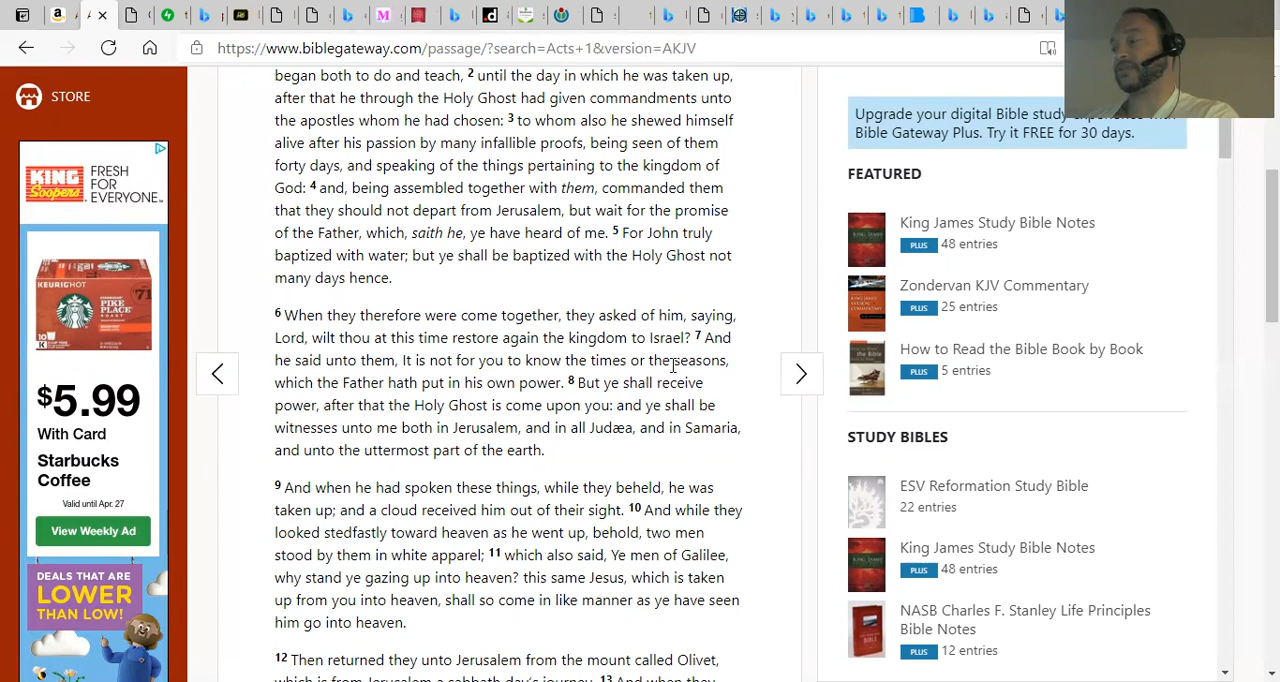 https://www.biblegateway.com/passage/?search=Acts+1&version=AKJV
STORE
KING
Soopers
FRESH
FOR
EVERYONE™
KEURIG HOT
STARBUCKS
PIKE
PLACE
ROAST
$5.99
With Card
Starbucks
Coffee
Valid until Apr. 27
View Weekly Ad
DEALS THAT ARE
LOWER
THAN LOW!
began both to do and teach, 2 until the day in which he was taken up,
after that he through the Holy Ghost had given commandments unto
the apostles whom he had chosen: 3 to whom also he shewed himself
alive after his passion by many infallible proofs, being seen of them
forty days, and speaking of the things pertaining to the kingdom of
God: 4 and, being assembled together with them, commanded them
that they should not depart from Jerusalem, but wait for the promise
of the Father, which, saith he, ye have heard of me. 5 For John truly
baptized with water; but ye shall be baptized with the Holy Ghost not
many days hence.
6 When they therefore were come together, they asked of him, saying,
Lord, wilt thou at this time restore again the kingdom to Israel? 7 And
he said unto them, It is not for you to know the times or the seasons,
which the Father hath put in his own power. 8 But ye shall receive
power, after that the Holy Ghost is come upon you: and ye shall be
witnesses unto me both in Jerusalem, and in all Judæa, and in Samaria,
and unto the uttermost part of the earth.
9 And when he had spoken these things, while they beheld, he was
taken up; and a cloud received him out of their sight. 10 And while they
looked stedfastly toward heaven as he went up, behold, two men
stood by them in white apparel; 11 which also said, Ye men of Galilee,
why stand ye gazing up into heaven? this same Jesus, which is taken
up from you into heaven, shall so come in like manner as ye have seen
him go into heaven.
12 Then returned they unto Jerusalem from the mount called Olivet,
which is from Jerusalem a sabbath day's journey. 13 And when they
Upgrade your digital Bible study experience with
Bible Gateway Plus. Try it FREE for 30 days.
FEATURED
King James Study Bible Notes
PLUS 48 entries
Zondervan KJV Commentary
PLUS 25 entries
How to Read the Bible Book by Book
PLUS 5 entries
STUDY BIBLES
ESV Reformation Study Bible
22 entries
King James Study Bible Notes
PLUS 48 entries
NASB Charles F. Stanley Life Principles
Bible Notes
PLUS 12 entries